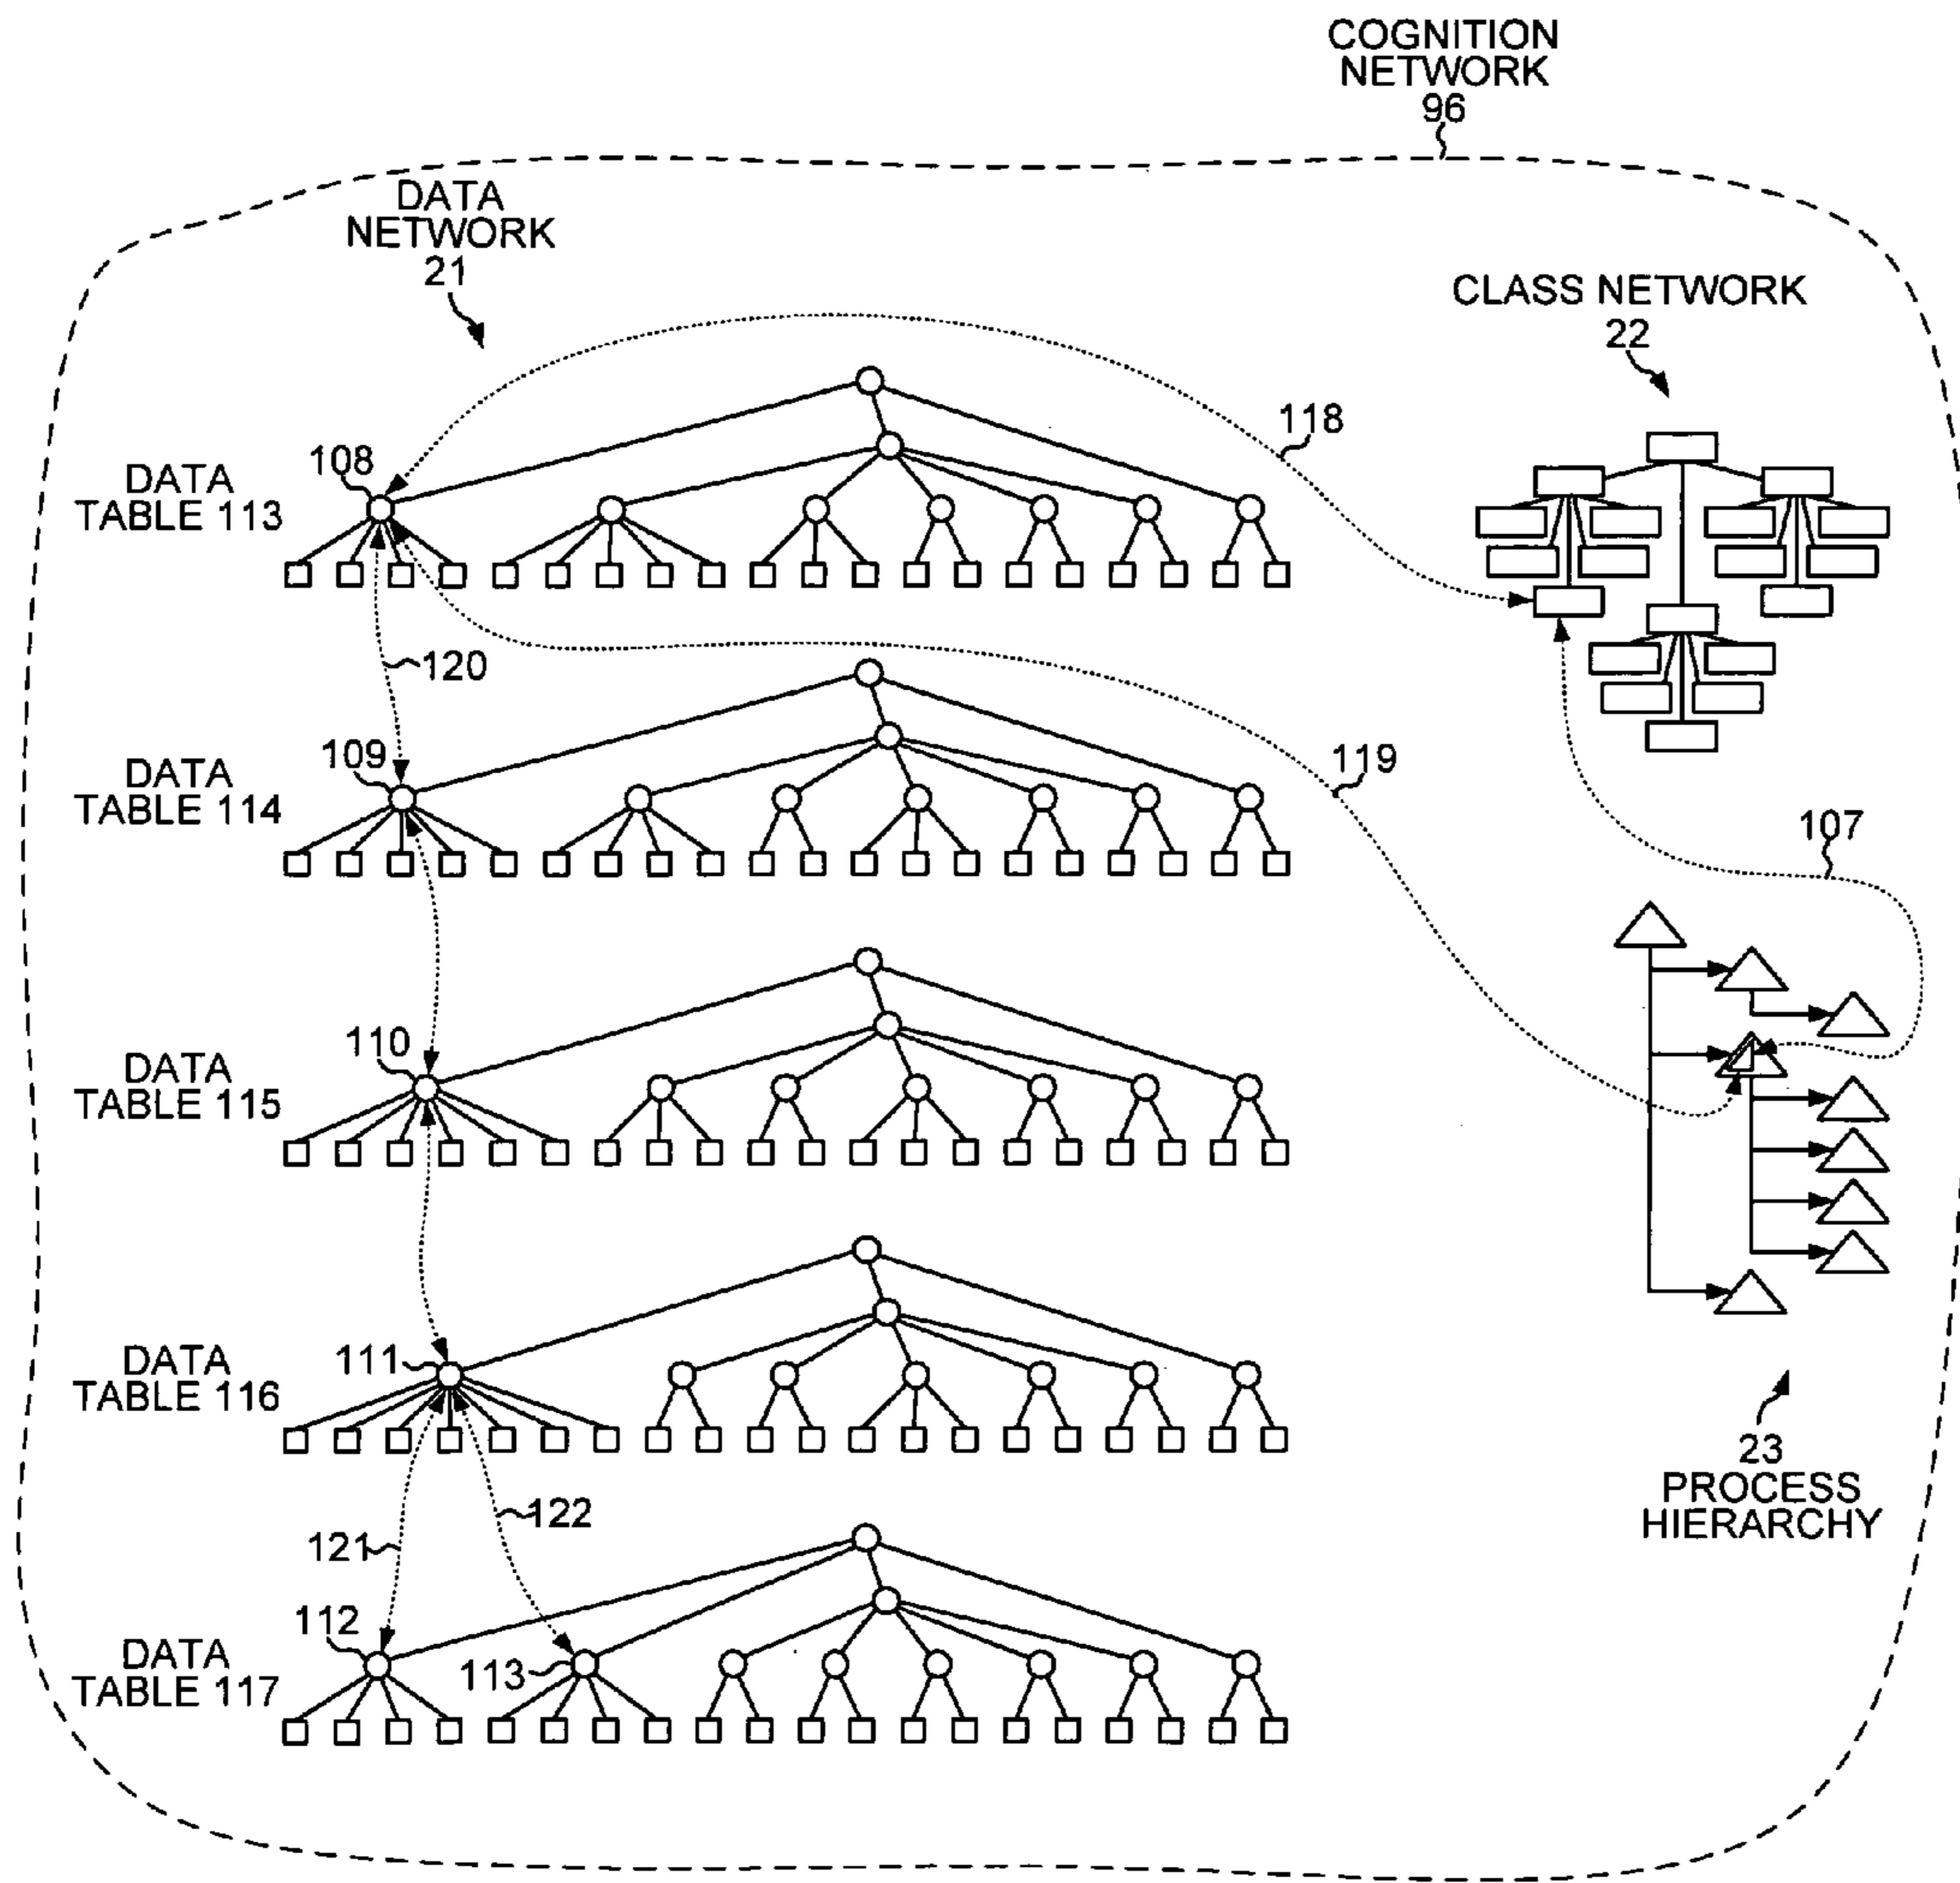 COGNITION
NETWORK
96
DATA
NETWORK
21
CLASS NETWORK
22
118
108
DATA
TABLE 113
120
109
119
DATA
TABLE 114
107
110
DATA
TABLE 115
111
DATA
TABLE 116
23
PROCESS
HIERARCHY
122
121
112
113
DATA
TABLE 117